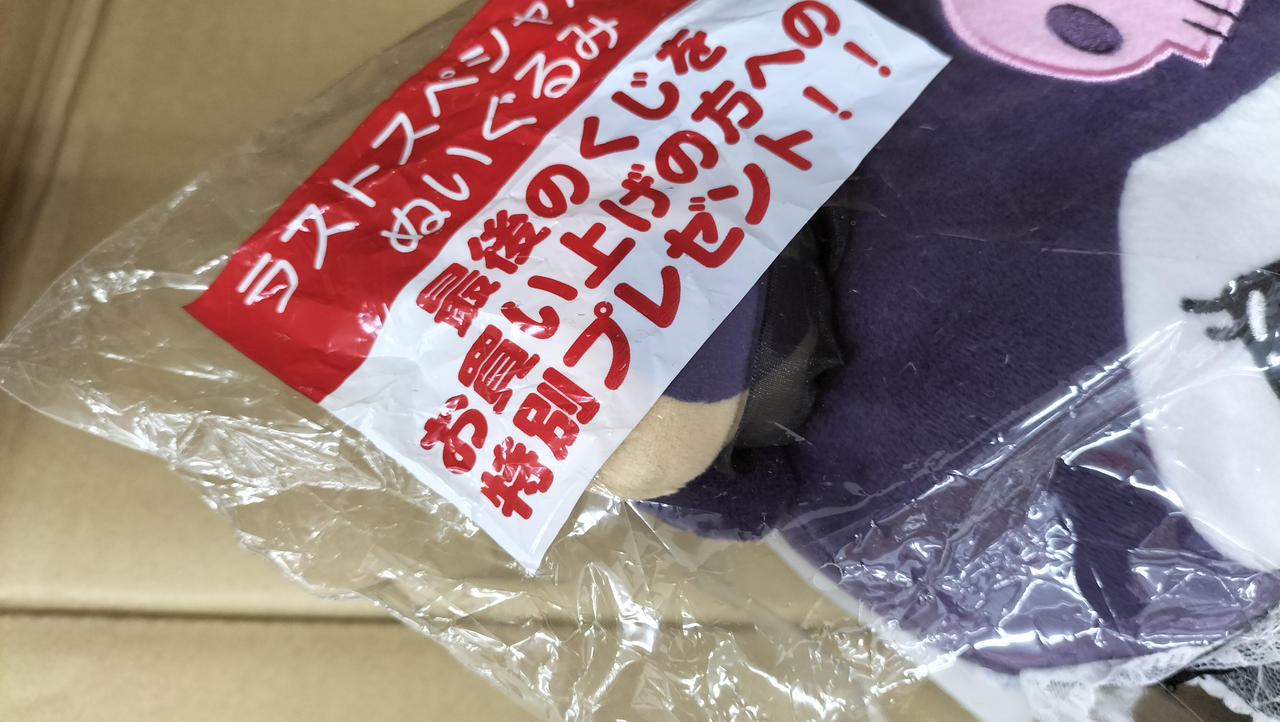 ラストスペシャ
ぬいぐるみ
最後のくじを
お買い上げの方への
特別プレゼント！！